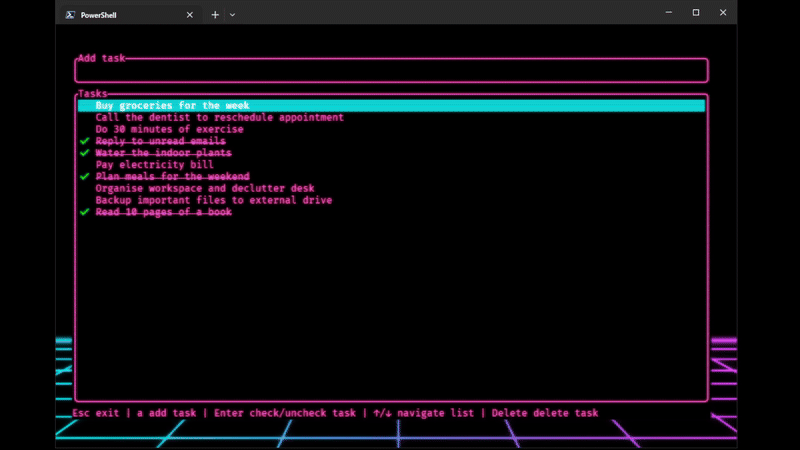 PowerShell
Add task
Tasks
Buy groceries for the week
Call the dentist to reschedule appointment
Do 30 minutes of exercise
Reply to unread emails
Water the indoor plants
Pay electricity bill
Plan meals for the weekend
Organise workspace and declutter desk
Backup important files to external drive
Read 10 pages of a book
Esc exit | a add task | Enter check/uncheck task | ↑/↓ navigate list | Delete delete task